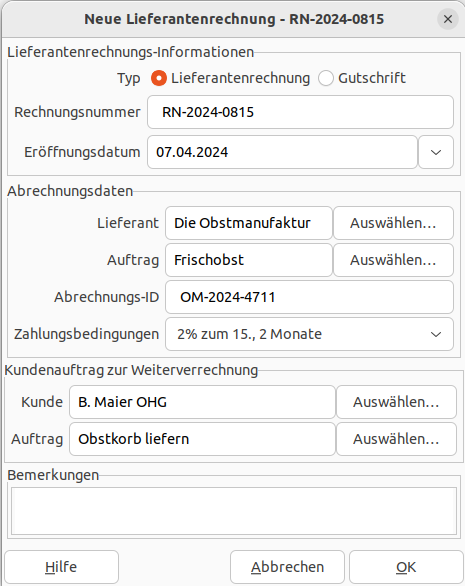 Neue Lieferantenrechnung - RN-2024-0815
Lieferantenrechnungs-Informationen
Typ Lieferantenrechnung Gutschrift
Rechnungsnummer RN-2024-0815
Eröffnungsdatum 07.04.2024
Abrechnungsdaten
Lieferant Die Obstmanufaktur Auswählen...
Auftrag Frischobst Auswählen...
Abrechnungs-ID OM-2024-4711
Zahlungsbedingungen 2% zum 15., 2 Monate
Kundenauftrag zur Weiterverrechnung
Kunde B. Maier OHG Auswählen...
Auftrag Obstkorb liefern Auswählen...
Bemerkungen
Hilfe Abbrechen OK